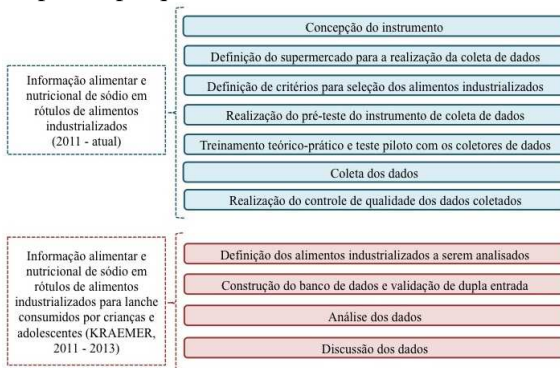 Concepção do instrumento
Definição do supermercado para a realização da coleta de dados
Definição de critérios para seleção dos alimentos industrializados
Realização do pré-teste do instrumento de coleta de dados
Treinamento teórico-prático e teste piloto com os coletores de dados
Coleta dos dados
Realização do controle de qualidade dos dados coletados
Informação alimentar e
nutricional de sódio em
rótulos de alimentos
industrializados
(2011 - atual)
Definição dos alimentos industrializados a serem analisados
Construção do banco de dados e validação de dupla entrada
Análise dos dados
Discussão dos dados
Informação alimentar e
nutricional de sódio em
rótulos de alimentos
industrializados para lanche
consumidos por crianças e
adolescentes (KRAEMER,
2011 - 2013)